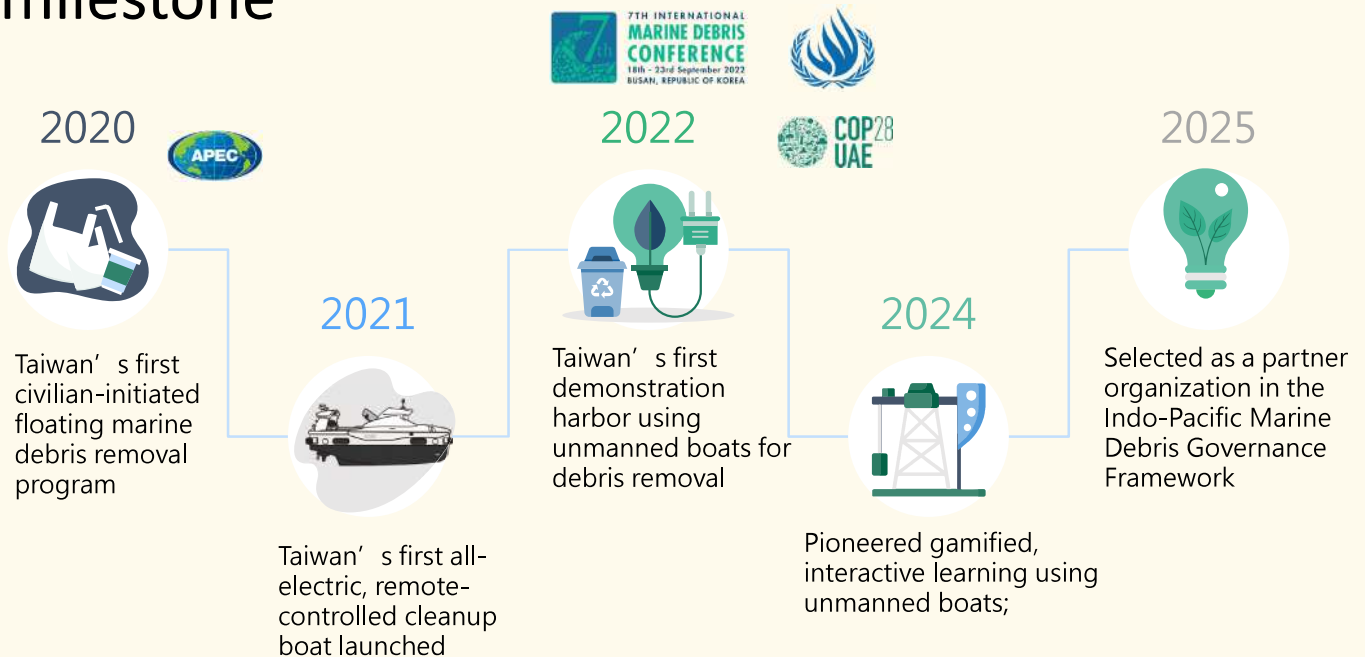 milestone
7TH INTERNATIONAL
MARINE DEBRIS
CONFERENCE
18th - 23rd September 2022
BUSAN, REPUBLIC OF KOREA
7th
2020
APEC
2022
COP28
UAE
2025
2021
2024
Taiwan’s first
civilian-initiated
floating marine
debris removal
program
Taiwan’s first all-
electric, remote-
controlled cleanup
boat launched
Taiwan’s first
demonstration
harbor using
unmanned boats for
debris removal
Pioneered gamified,
interactive learning using
unmanned boats;
Selected as a partner
organization in the
Indo-Pacific Marine
Debris Governance
Framework